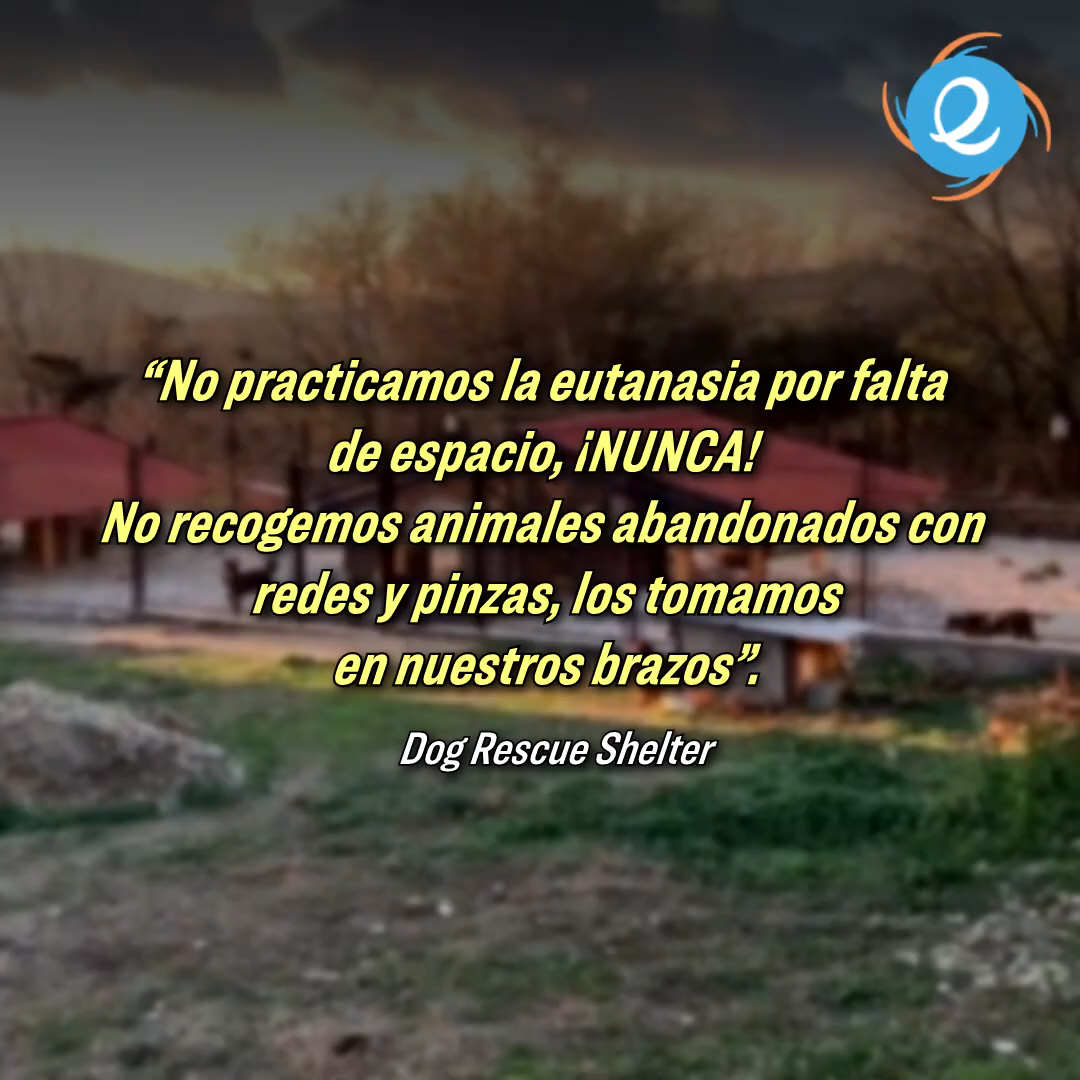 e
“No practicamos la eutanasia por falta
de espacio, ¡NUNCA!
No recogemos animales abandonados con
redes y pinzas, los tomamos
en nuestros brazos”.
Dog Rescue Shelter